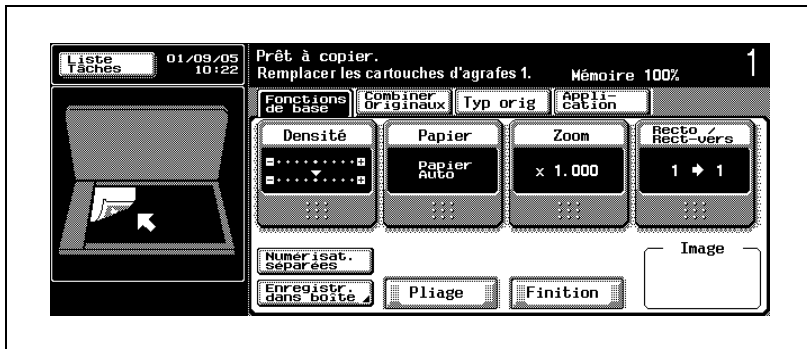 Liste
Tâches
01/09/05
10:22
Prêt à copier.
Remplacer les cartouches d'agrafes 1.
Mémoire 100%
1
Fonctions
de base
Combiner
Originaux
Typ orig
Appli-
cation
Densité
Papier
Zoom
Recto /
Rect-vers
Papier
Auto
x 1.000
1 ➔ 1
Numérisat.
séparées
Image
Enregistr.
dans boîte
Pliage
Finition